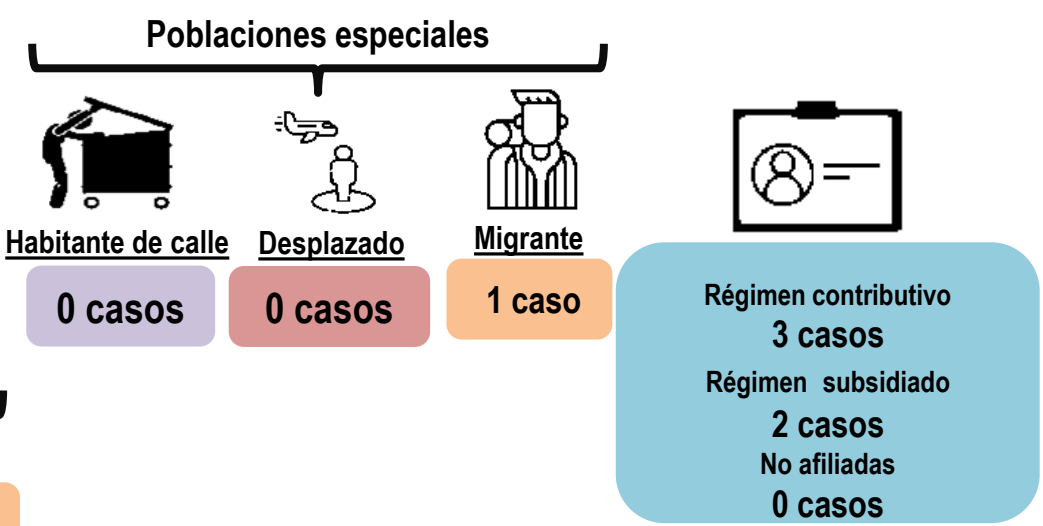 Poblaciones especiales
Habitante de calle
Desplazado
Migrante
0 casos
0 casos
1 caso
Régimen contributivo
3 casos
Régimen subsidiado
2 casos
No afiliadas
0 casos